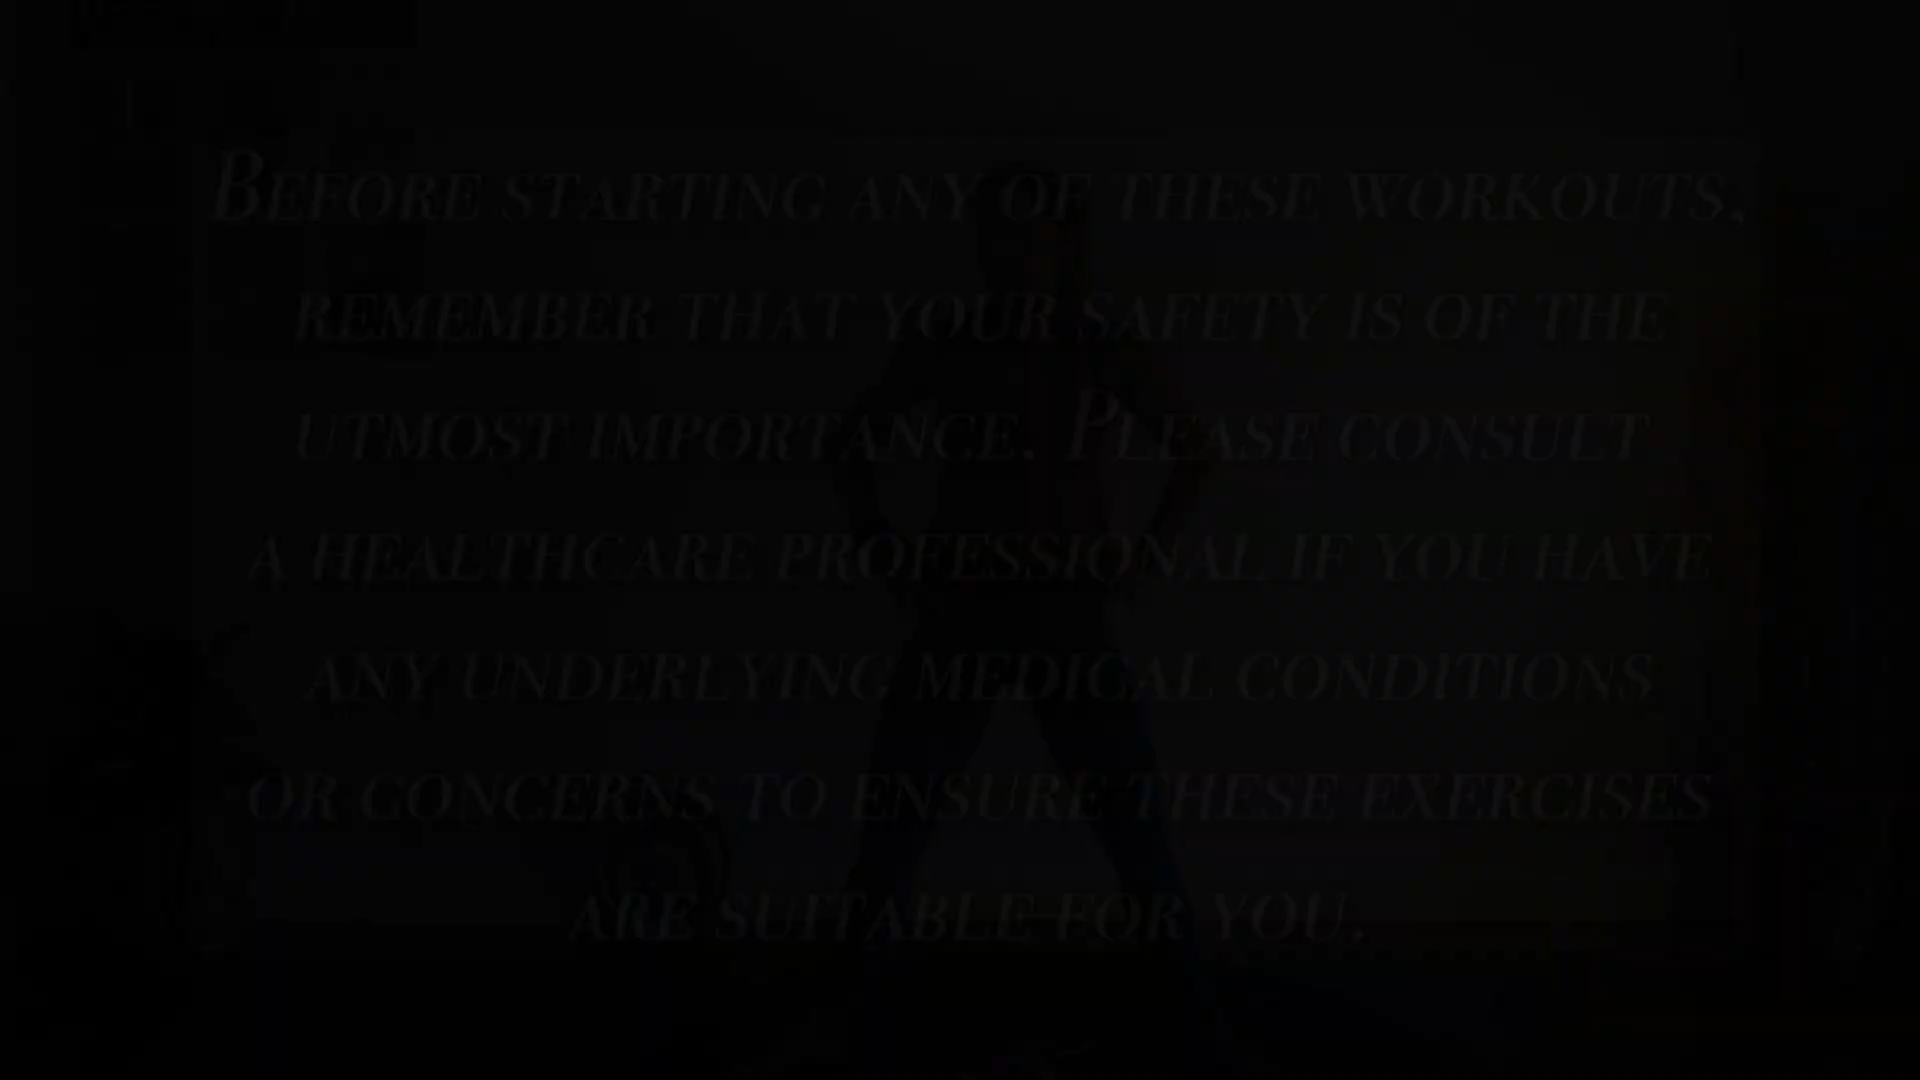 Before starting any of these workouts,
remember that your safety is of the
utmost importance. Please consult
a healthcare professional if you have
any underlying medical conditions
or concerns to ensure these exercises
are suitable for you.